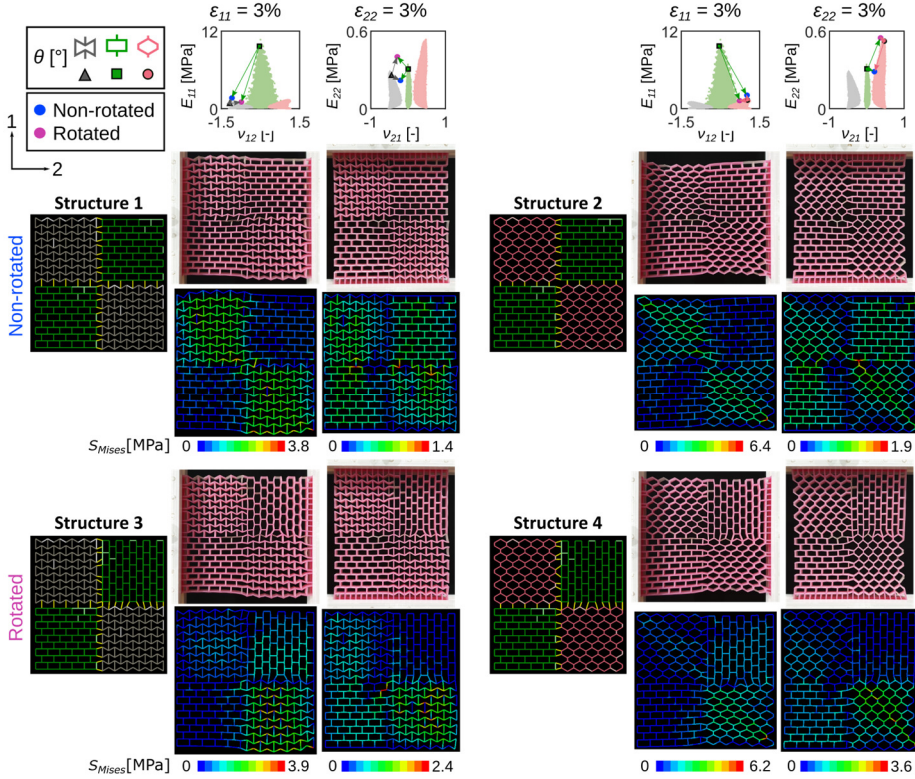 ε11 = 3%
ε22 = 3%
ε11 = 3%
ε22 = 3%
θ [°]
Non-rotated
Rotated
1
2
12
E11 [MPa]
0
-1.5
1.5
ν12 [-]
0.6
E22 [MPa]
0
-1
1
ν21 [-]
12
E11 [MPa]
0
-1.5
1.5
ν12 [-]
0.6
E22 [MPa]
0
-1
1
ν21 [-]
Non-rotated
Structure 1
Structure 2
SMises[MPa]
0 3.8
0 1.4
0 6.4
0 1.9
Rotated
Structure 3
Structure 4
SMises[MPa]
0 3.9
0 2.4
0 6.2
0 3.6